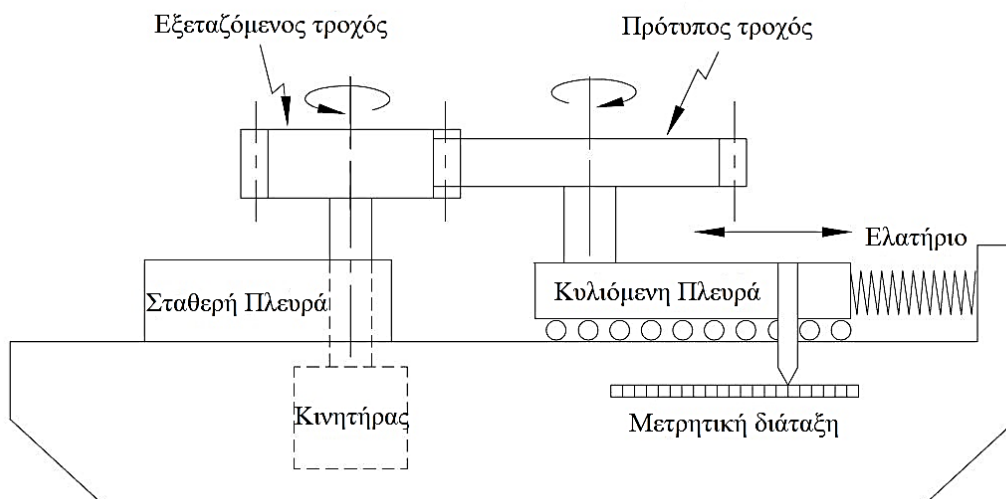 Εξεταζόμενος τροχός
Πρότυπος τροχός
Ελατήριο
Σταθερή Πλευρά
Κυλιόμενη Πλευρά
Κινητήρας
Μετρητική διάταξη